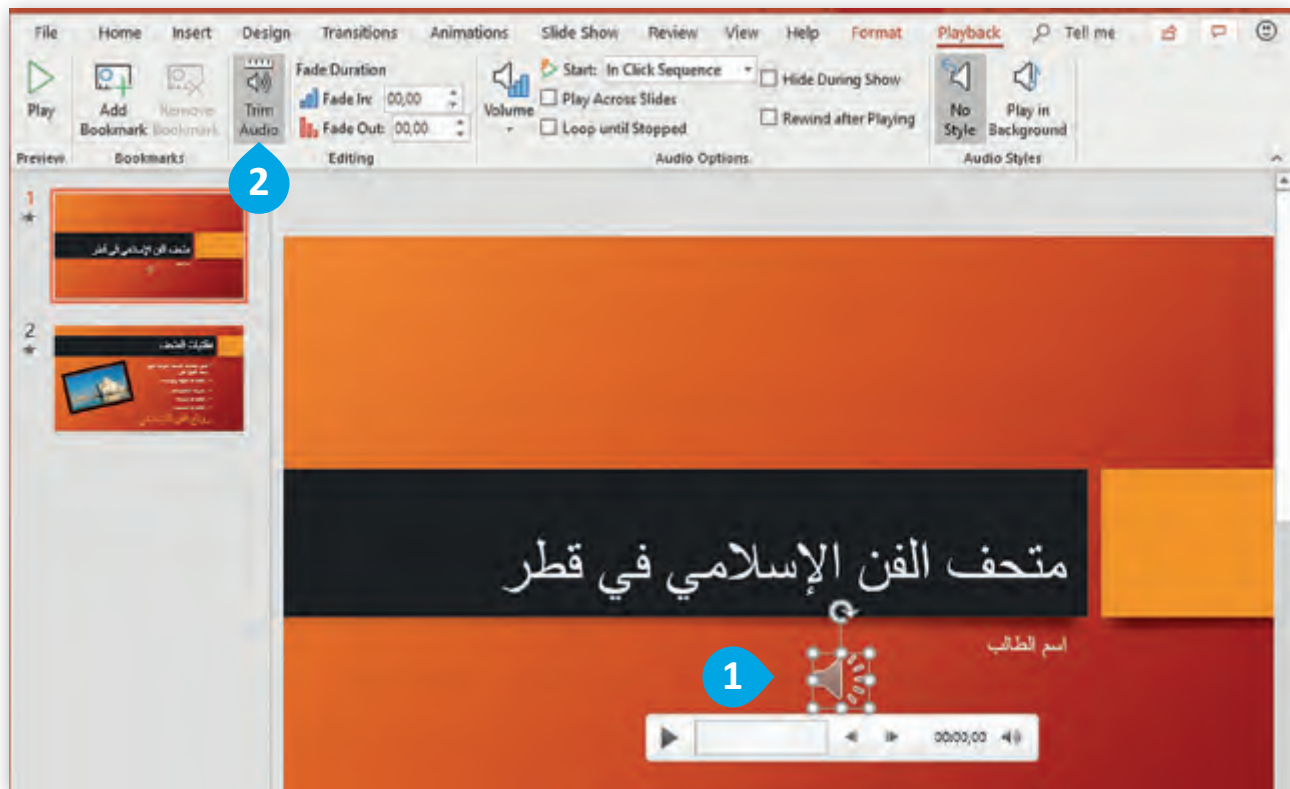 File Home Insert Design Transitions Animations Slide Show Review View Help Format Playback Tell me
Play
Add Bookmark
Remove Bookmark
Trim Audio
Fade Duration
Fade In: 00,00
Fade Out: 00,00
Volume
Start: In Click Sequence
Play Across Slides
Loop until Stopped
Hide During Show
Rewind after Playing
No Style
Play in Background
Preview Bookmarks Editing Audio Options Audio Styles
2
1
متحف الفن الإسلامي في قطر
2
مقتنيات المتحف
متحف الفن الإسلامي في قطر
اسم الطالب
1
00:00,00